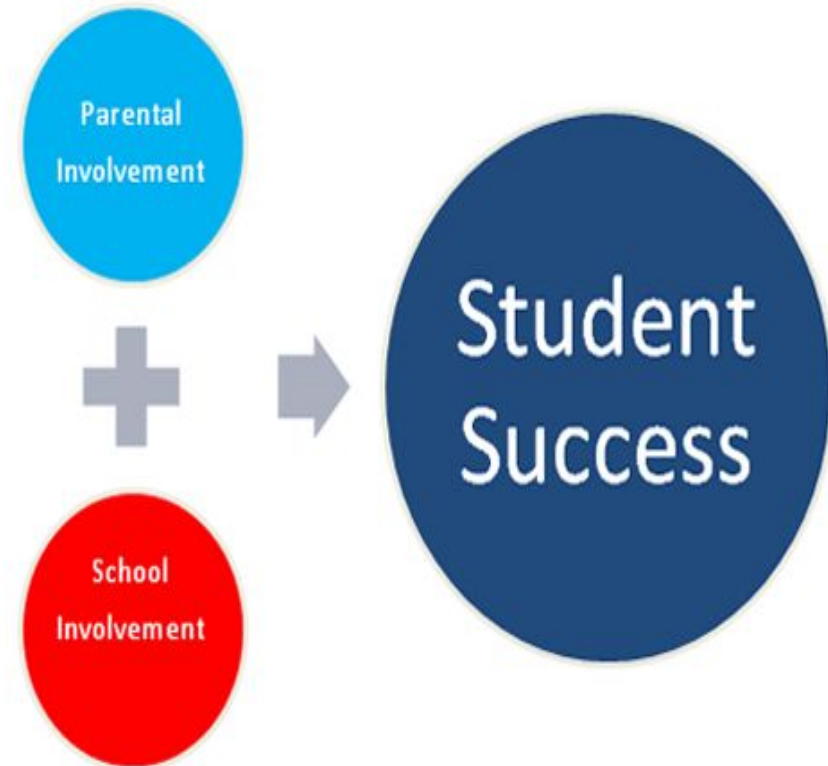 Parental
Involvement
School
Involvement
Student
Success